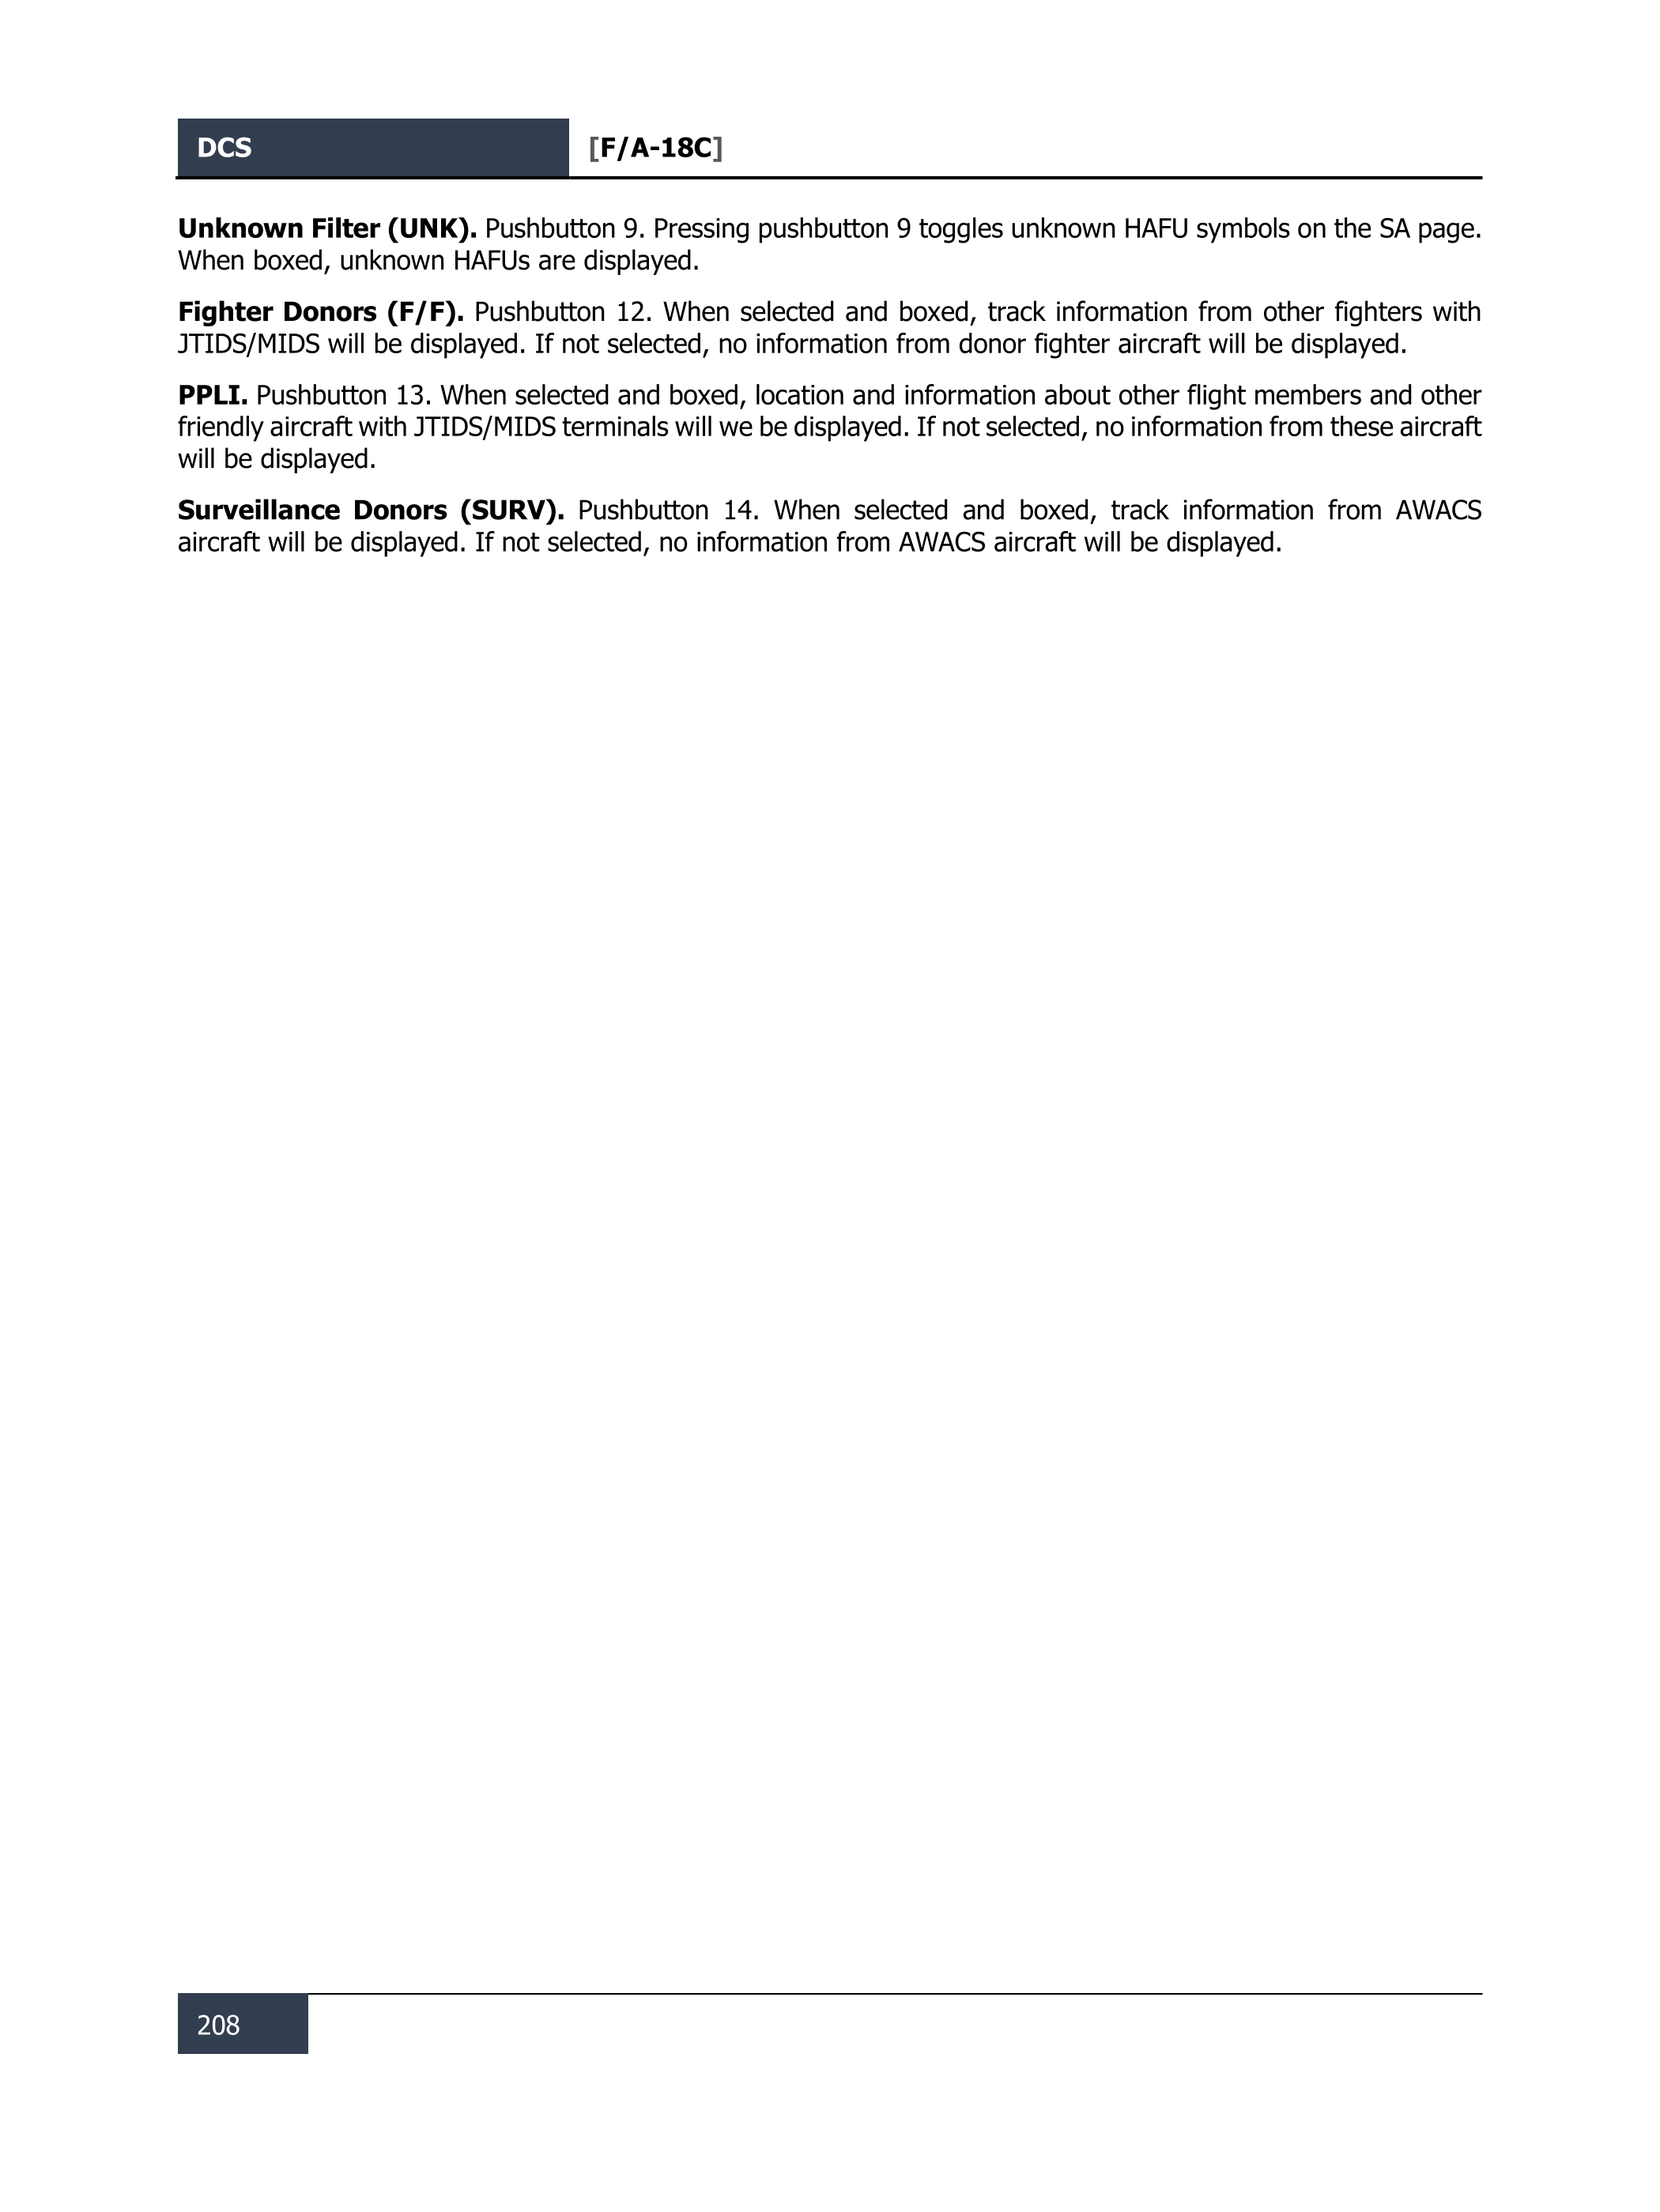 DCS [F/A-18C]
Unknown Filter (UNK). Pushbutton 9. Pressing pushbutton 9 toggles unknown HAFU symbols on the SA page.
When boxed, unknown HAFUs are displayed.
Fighter Donors (F/F). Pushbutton 12. When selected and boxed, track information from other fighters with
JTIDS/MIDS will be displayed. If not selected, no information from donor fighter aircraft will be displayed.
PPLI. Pushbutton 13. When selected and boxed, location and information about other flight members and other
friendly aircraft with JTIDS/MIDS terminals will we be displayed. If not selected, no information from these aircraft
will be displayed.
Surveillance Donors (SURV). Pushbutton 14. When selected and boxed, track information from AWACS
aircraft will be displayed. If not selected, no information from AWACS aircraft will be displayed.
208